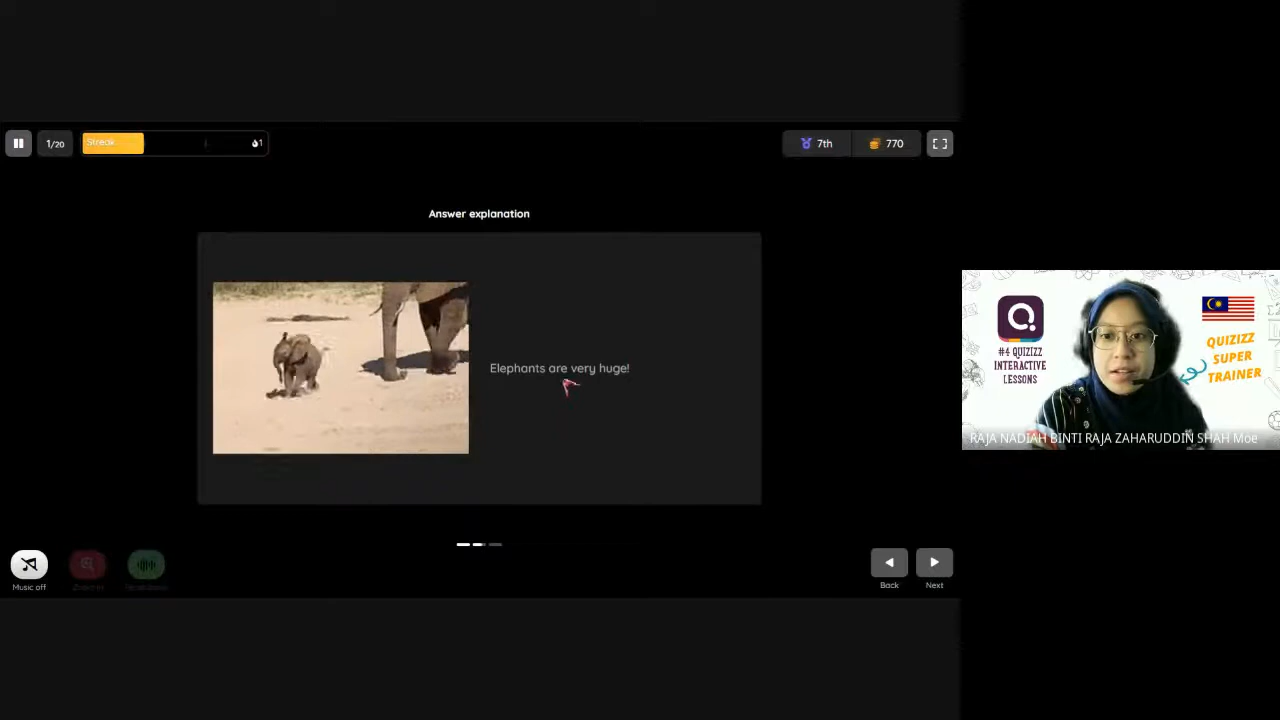 1/20
Streak
1
7th
770
Answer explanation
Elephants are very huge!
Music off
Back
Next
Q
#4 QUIZIZZ
INTERACTIVE
LESSONS
QUIZIZZ
SUPER
TRAINER
RAJA NADIAH BINTI RAJA ZAHARUDDIN SHAH Moe